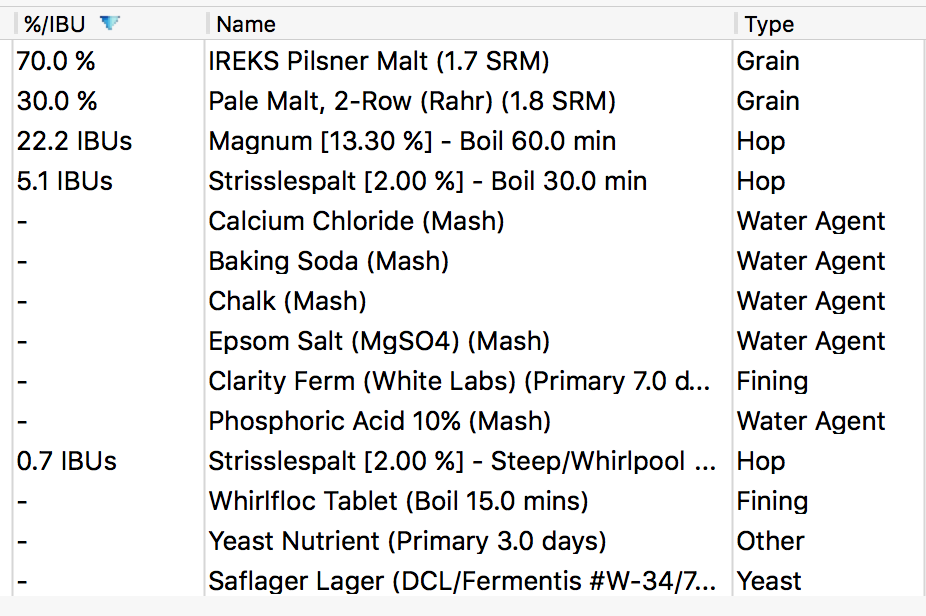 %/IBU Name Type
70.0 % IREKS Pilsner Malt (1.7 SRM) Grain
30.0 % Pale Malt, 2-Row (Rahr) (1.8 SRM) Grain
22.2 IBUs Magnum [13.30 %] - Boil 60.0 min Hop
5.1 IBUs Strisslespalt [2.00 %] - Boil 30.0 min Hop
- Calcium Chloride (Mash) Water Agent
- Baking Soda (Mash) Water Agent
- Chalk (Mash) Water Agent
- Epsom Salt (MgSO4) (Mash) Water Agent
- Clarity Ferm (White Labs) (Primary 7.0 d... Fining
- Phosphoric Acid 10% (Mash) Water Agent
0.7 IBUs Strisslespalt [2.00 %] - Steep/Whirlpool ... Hop
- Whirlfloc Tablet (Boil 15.0 mins) Fining
- Yeast Nutrient (Primary 3.0 days) Other
- Saflager Lager (DCL/Fermentis #W-34/7... Yeast